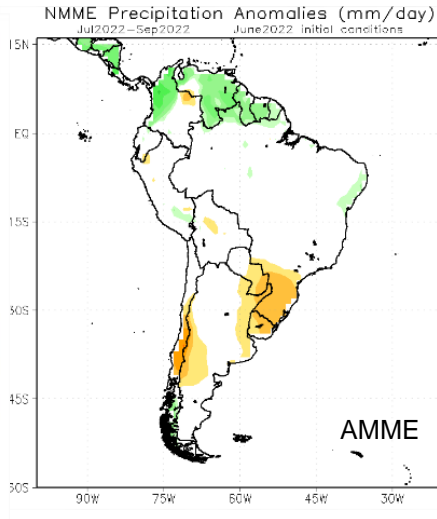 NMME Precipitation Anomalies (mm/day)
Jul2022–Sep2022 June2022 initial conditions
15N
EQ
15S
30S
45S
60S
AMME
90W 75W 60W 45W 30W